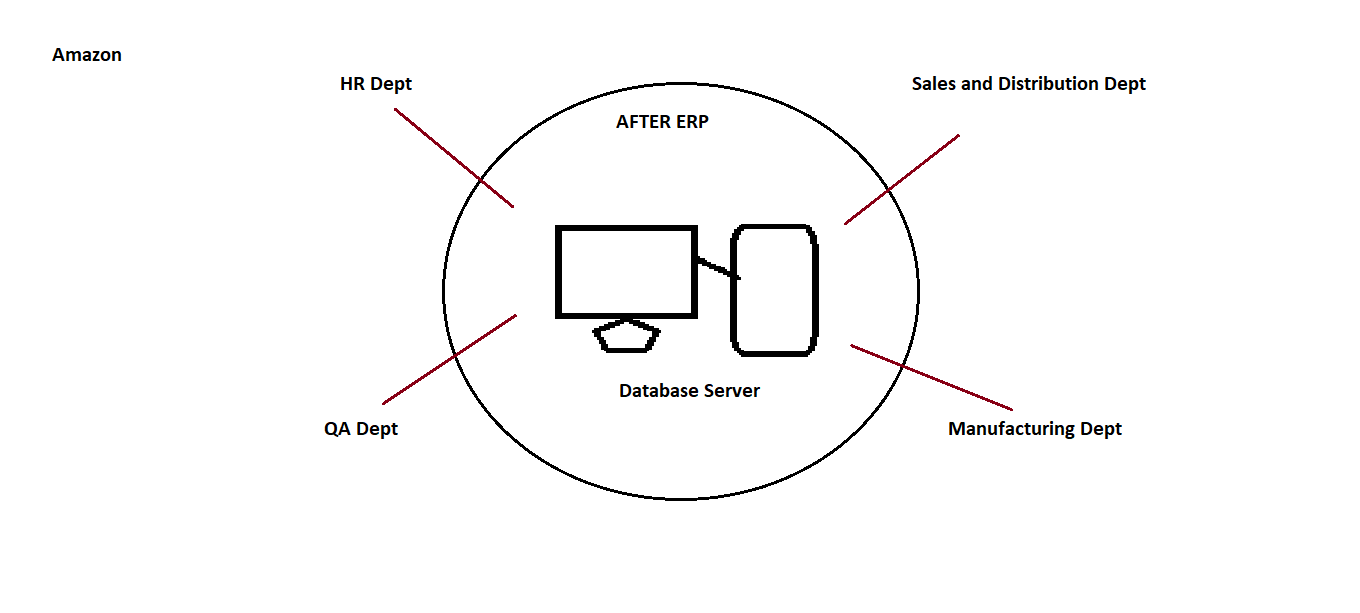 Amazon
HR Dept
Sales and Distribution Dept
AFTER ERP
Database Server
QA Dept
Manufacturing Dept